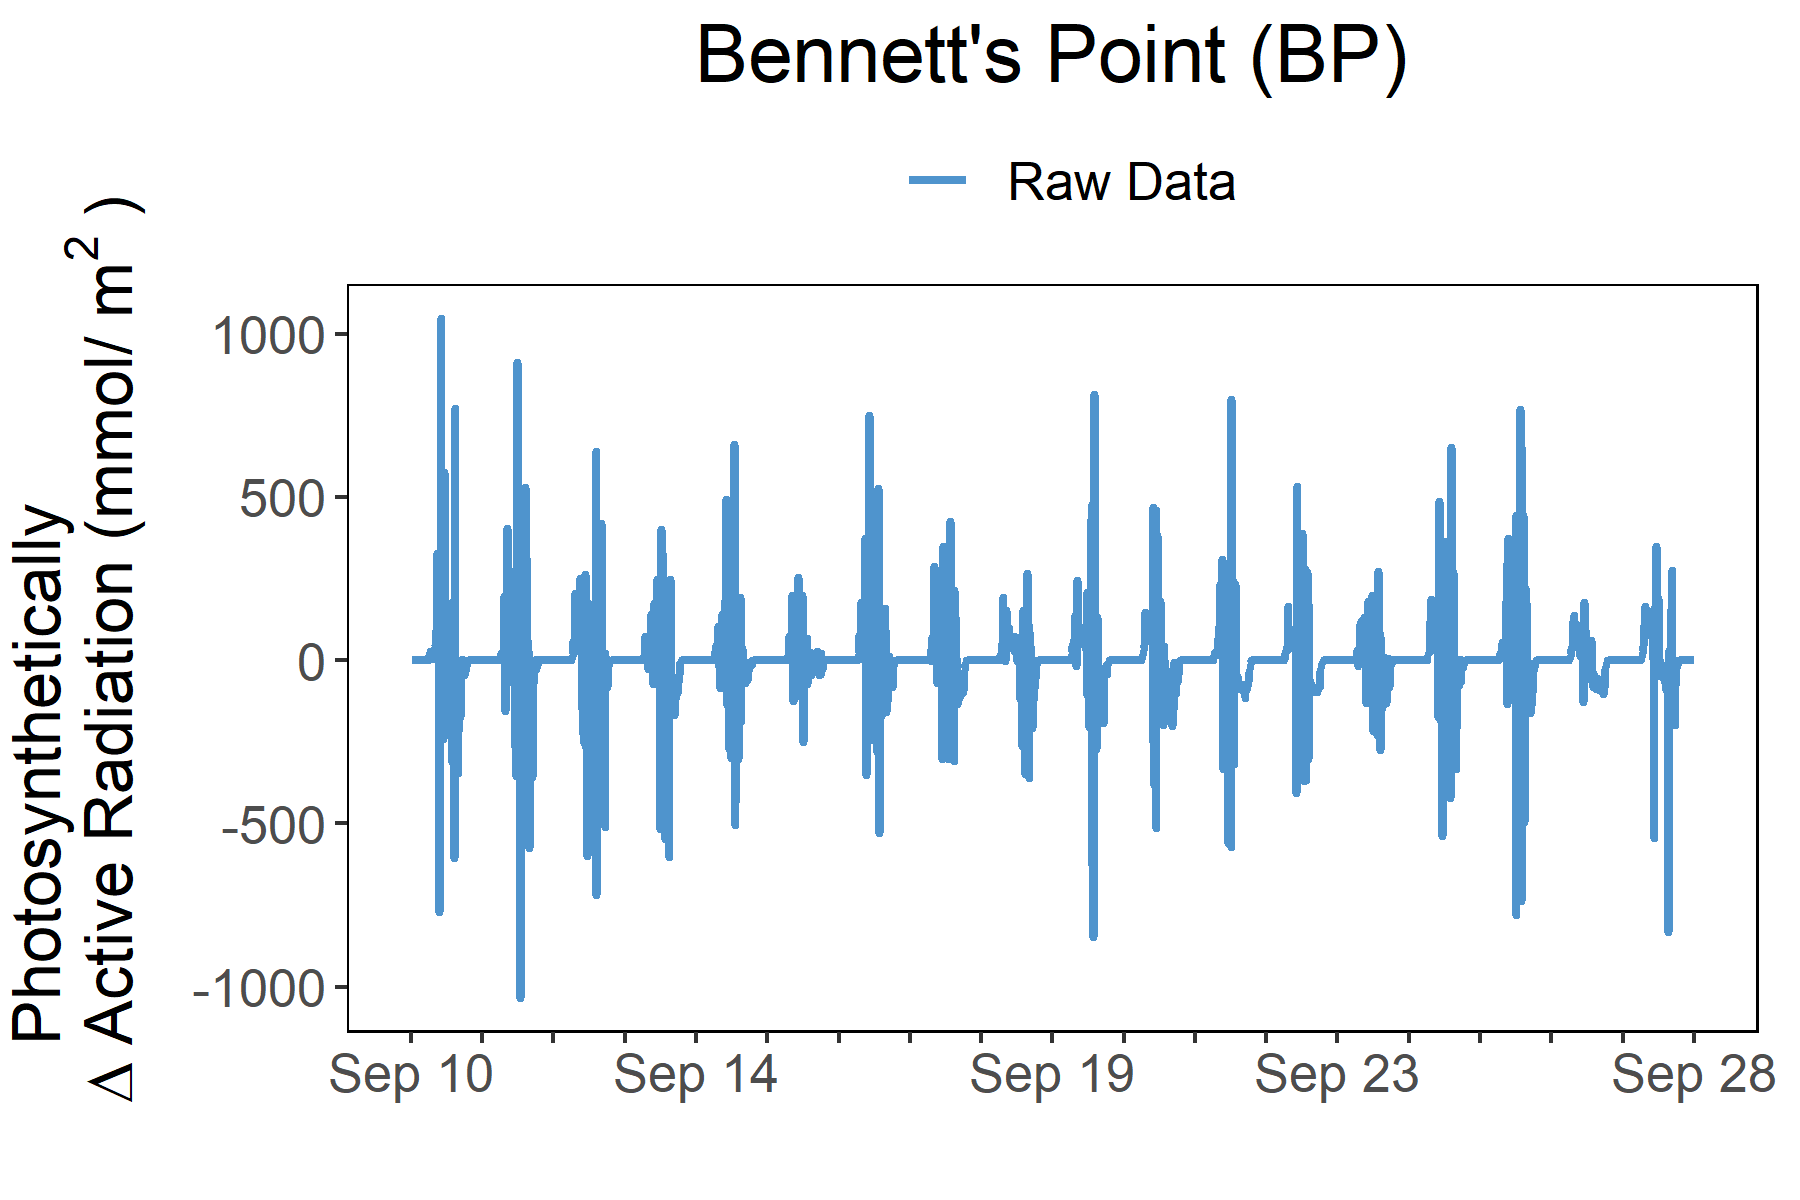 Bennett's Point (BP)
Raw Data
Photosynthetically
Δ Active Radiation (mmol/ m²)
1000
500
0
-500
-1000
Sep 10 Sep 14 Sep 19 Sep 23 Sep 28